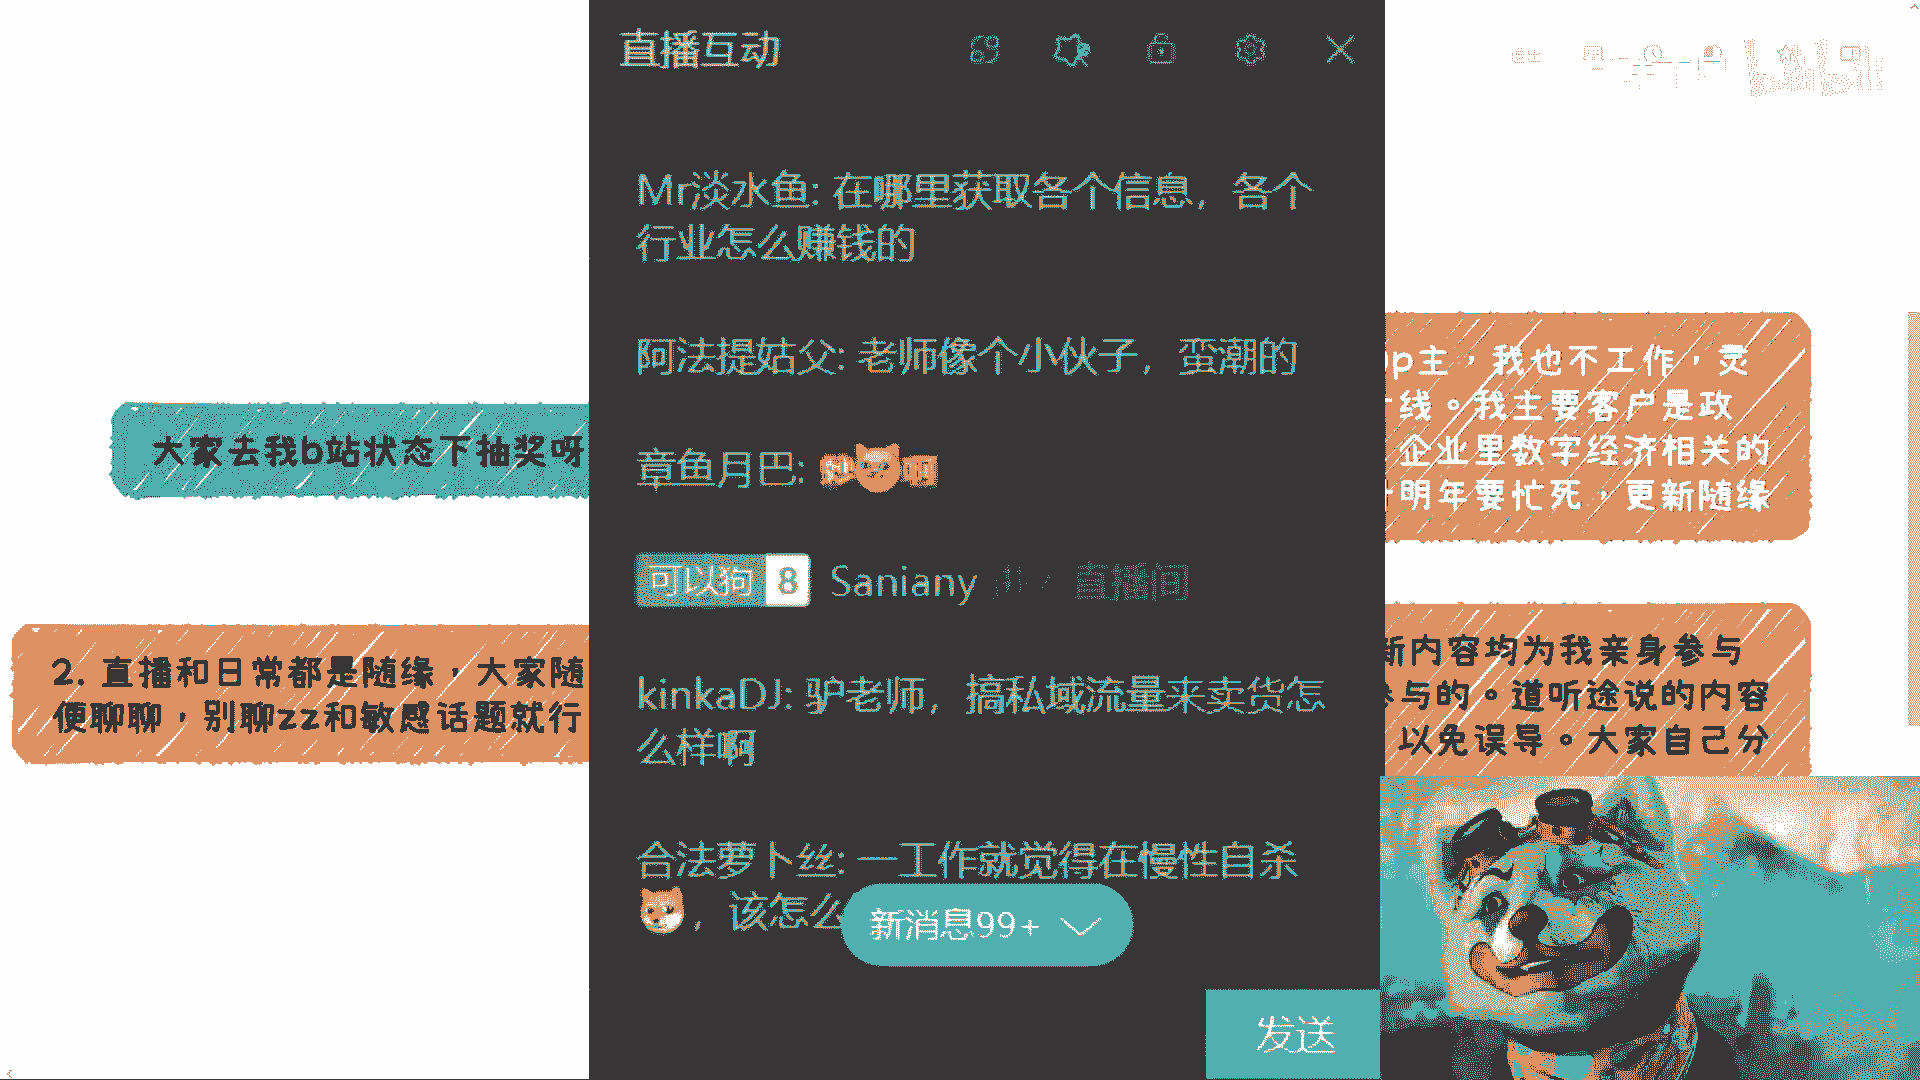 直播互动
Mr淡水鱼: 在哪里获取各个信息，各个
行业怎么赚钱的
阿法提姑父: 老师像个小伙子，蛮潮的
章鱼月巴:
可以狗 8 Saniany 直播间
kinkaDJ: 驴老师，搞私域流量来卖货怎
么样啊
合法萝卜丝: 一工作就觉得在慢性自杀
，该怎么
新消息99+
发送
大家去我b站状态下抽奖呀
2. 直播和日常都是随缘，大家随
便聊聊，别聊zz和敏感话题就行
p主，我也不工作，灵
线。我主要客户是政
企业里数字经济相关的
明年要忙死，更新随缘
新内容均为我亲身参与
参与的。道听途说的内容
以免误导。大家自己分